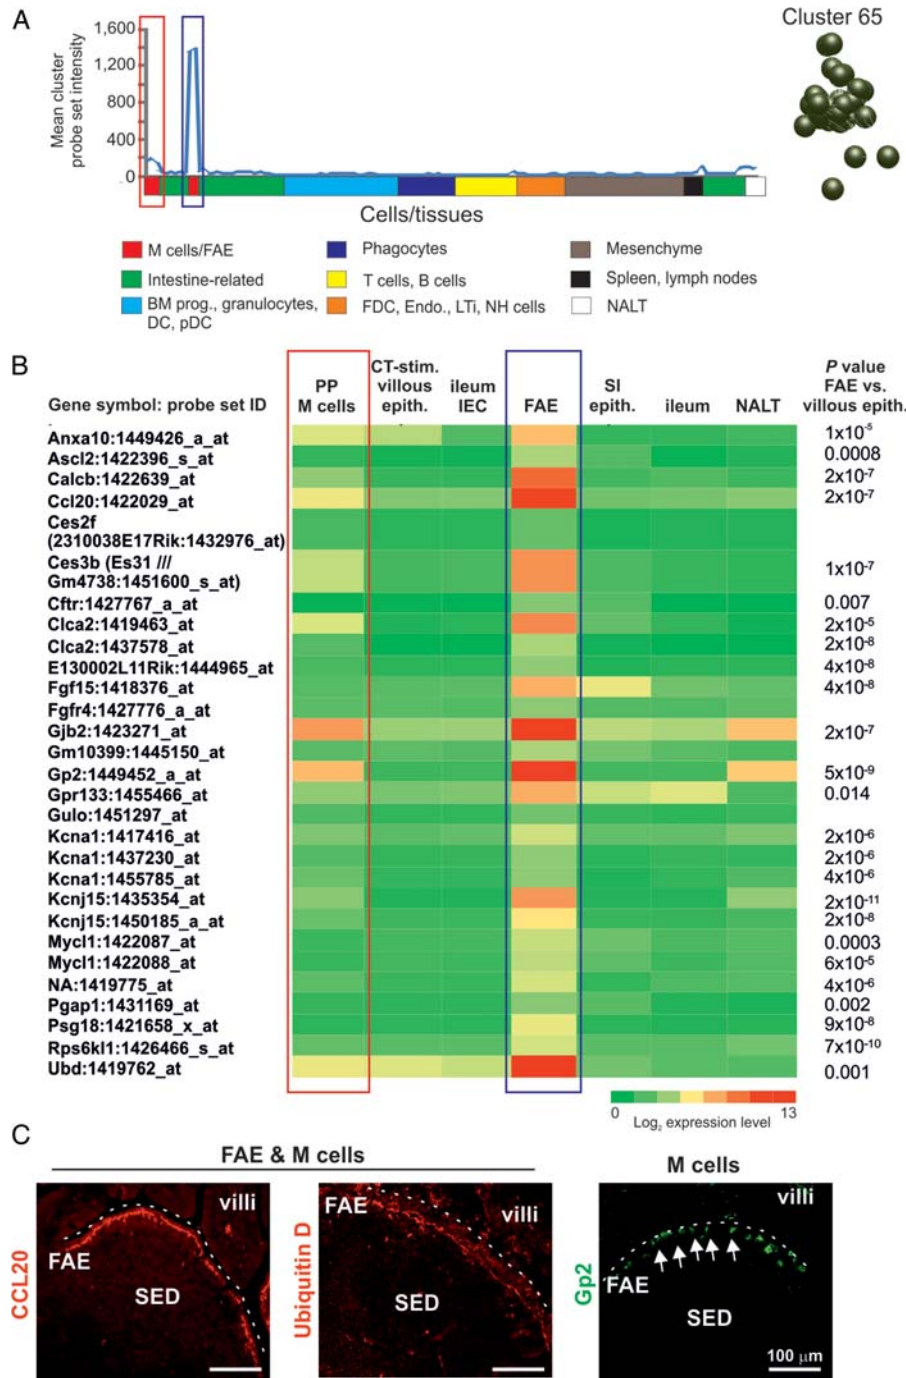 A
Cluster 65
Mean cluster
probe set intensity
1,600
1,200
800
400
0
Cells/tissues
M cells/FAE
Phagocytes
Mesenchyme
Intestine-related
T cells, B cells
Spleen, lymph nodes
BM prog., granulocytes,
DC, pDC
FDC, Endo., LTi, NH cells
NALT
B
Gene symbol: probe set ID
PP
M cells
CT-stim.
villous
epith.
ileum
IEC
FAE
SI
epith.
ileum
NALT
P value
FAE vs.
villous epith.
Anxa10:1449426_a_at 1x10-5
Ascl2:1422396_s_at 0.0008
Calcb:1422639_at 2x10-7
Ccl20:1422029_at 2x10-7
Ces2f
(2310038E17Rik:1432976_at)
Ces3b (Es31 ///
Gm4738:1451600_s_at) 1x10-7
Cftr:1427767_a_at 0.007
Clca2:1419463_at 2x10-5
Clca2:1437578_at 2x10-8
E130002L11Rik:1444965_at 4x10-8
Fgf15:1418376_at 4x10-8
Fgfr4:1427776_a_at
Gjb2:1423271_at 2x10-7
Gm10399:1445150_at
Gp2:1449452_a_at 5x10-9
Gpr133:1455466_at 0.014
Gulo:1451297_at
Kcna1:1417416_at 2x10-6
Kcna1:1437230_at 2x10-6
Kcna1:1455785_at 4x10-6
Kcnj15:1435354_at 2x10-11
Kcnj15:1450185_a_at 2x10-8
Mycl1:1422087_at 0.0003
Mycl1:1422088_at 6x10-5
NA:1419775_at 4x10-6
Pgap1:1431169_at 0.002
Psg18:1421658_x_at 9x10-8
Rps6kl1:1426466_s_at 7x10-10
Ubd:1419762_at 0.001
0 13
Log2 expression level
C
FAE & M cells
M cells
CCL20
FAE
villi
SED
Ubiquitin D
FAE
villi
SED
Gp2
FAE
villi
SED
100 μm